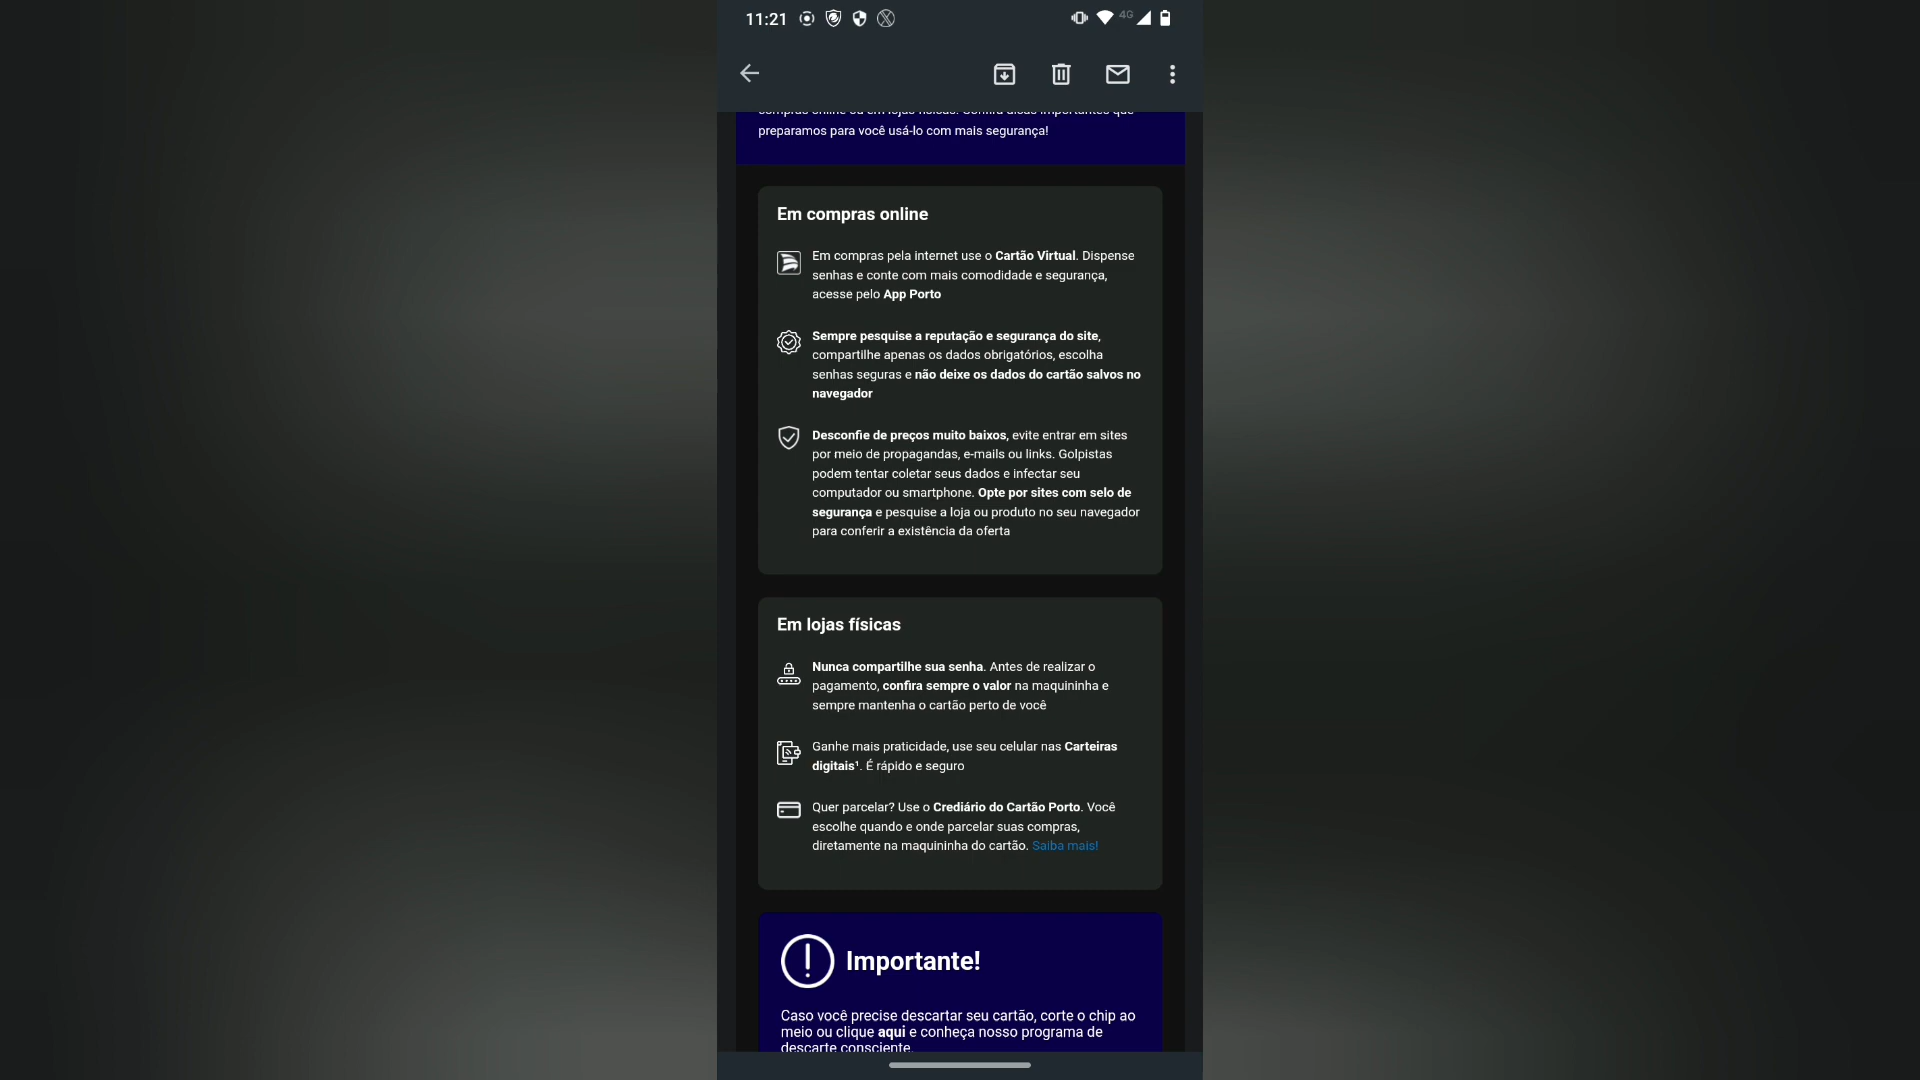 11:21
4G
preparamos para você usá-lo com mais segurança!
Em compras online
Em compras pela internet use o Cartão Virtual. Dispense
senhas e conte com mais comodidade e segurança,
acesse pelo App Porto
Sempre pesquise a reputação e segurança do site,
compartilhe apenas os dados obrigatórios, escolha
senhas seguras e não deixe os dados do cartão salvos no
navegador
Desconfie de preços muito baixos, evite entrar em sites
por meio de propagandas, e-mails ou links. Golpistas
podem tentar coletar seus dados e infectar seu
computador ou smartphone. Opte por sites com selo de
segurança e pesquise a loja ou produto no seu navegador
para conferir a existência da oferta
Em lojas físicas
Nunca compartilhe sua senha. Antes de realizar o
pagamento, confira sempre o valor na maquininha e
sempre mantenha o cartão perto de você
Ganhe mais praticidade, use seu celular nas Carteiras
digitais¹. É rápido e seguro
Quer parcelar? Use o Crediário do Cartão Porto. Você
escolhe quando e onde parcelar suas compras,
diretamente na maquininha do cartão. Saiba mais!
Importante!
Caso você precise descartar seu cartão, corte o chip ao
meio ou clique aqui e conheça nosso programa de
descarte consciente.